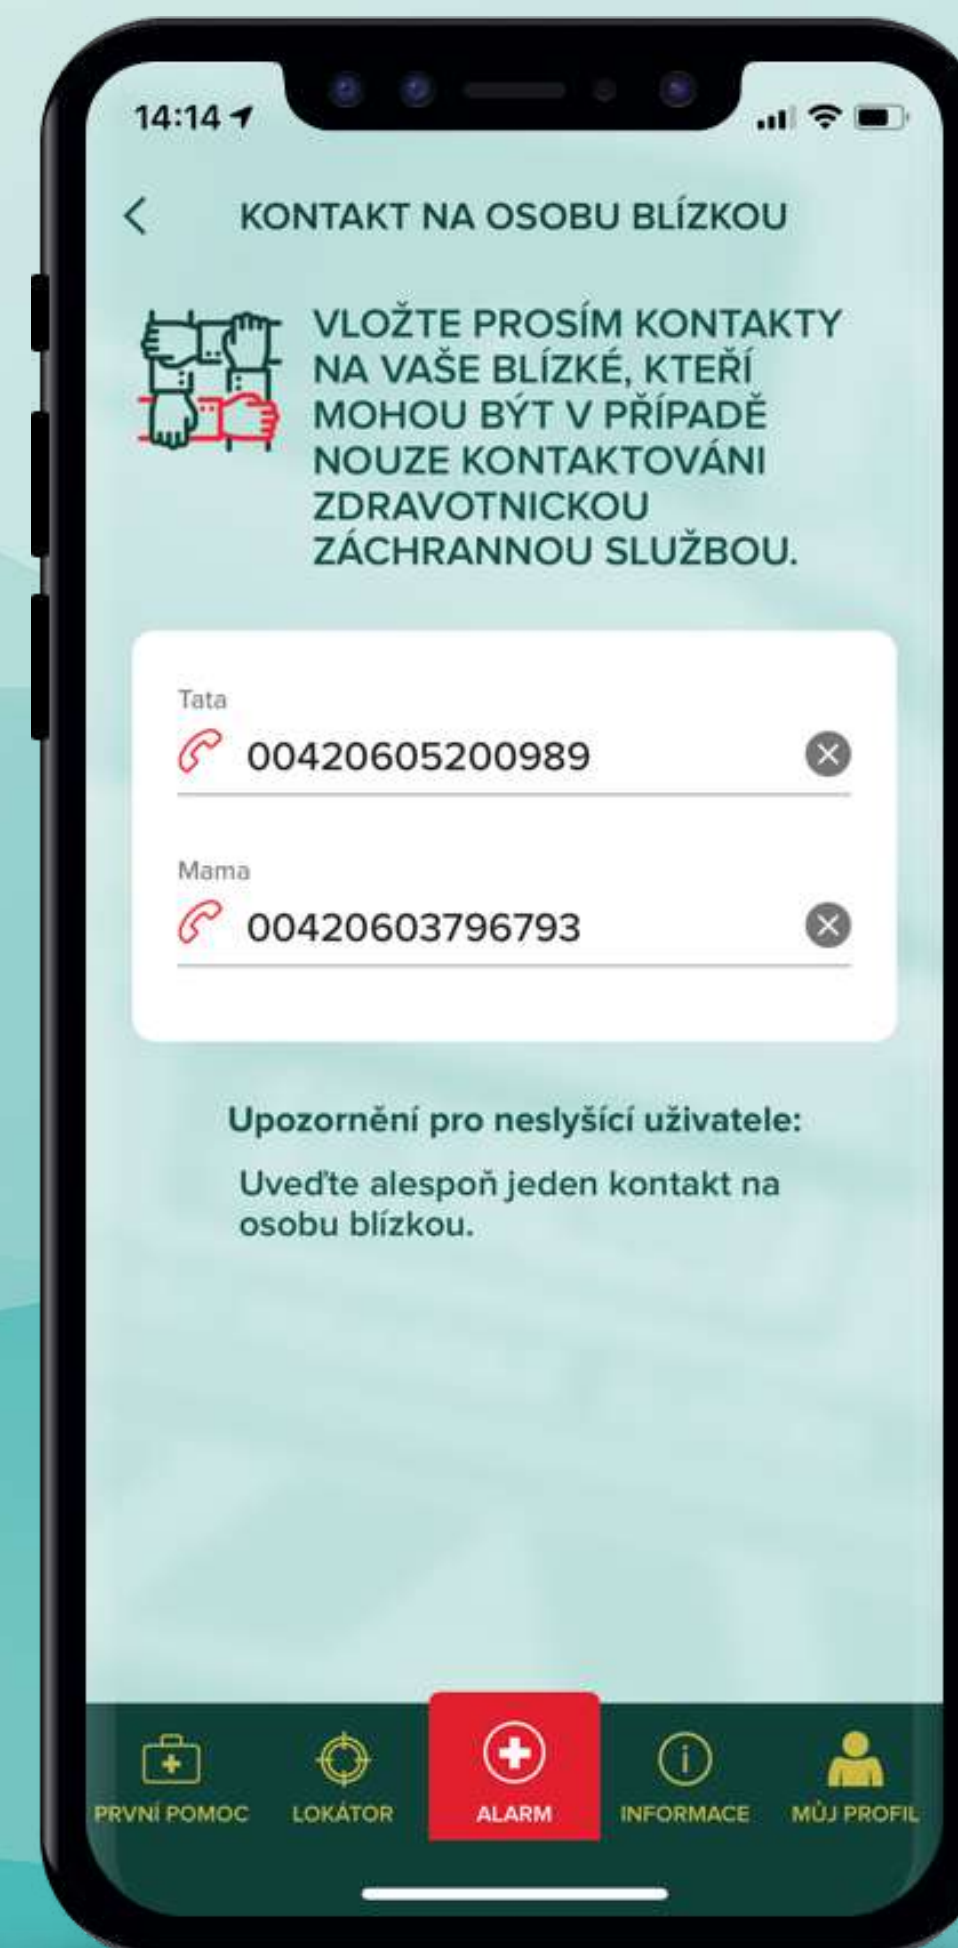 14:14
KONTAKT NA OSOBU BLÍZKOU
VLOŽTE PROSÍM KONTAKTY
NA VAŠE BLÍZKÉ, KTEŘÍ
MOHOU BÝT V PŘÍPADĚ
NOUZE KONTAKTOVÁNI
ZDRAVOTNICKOU
ZÁCHRANNOU SLUŽBOU.
Tata
00420605200989
Mama
00420603796793
Upozornění pro neslyšící uživatele:
Uveďte alespoň jeden kontakt na
osobu blízkou.
PRVNÍ POMOC
LOKÁTOR
ALARM
INFORMACE
MŮJ PROFIL